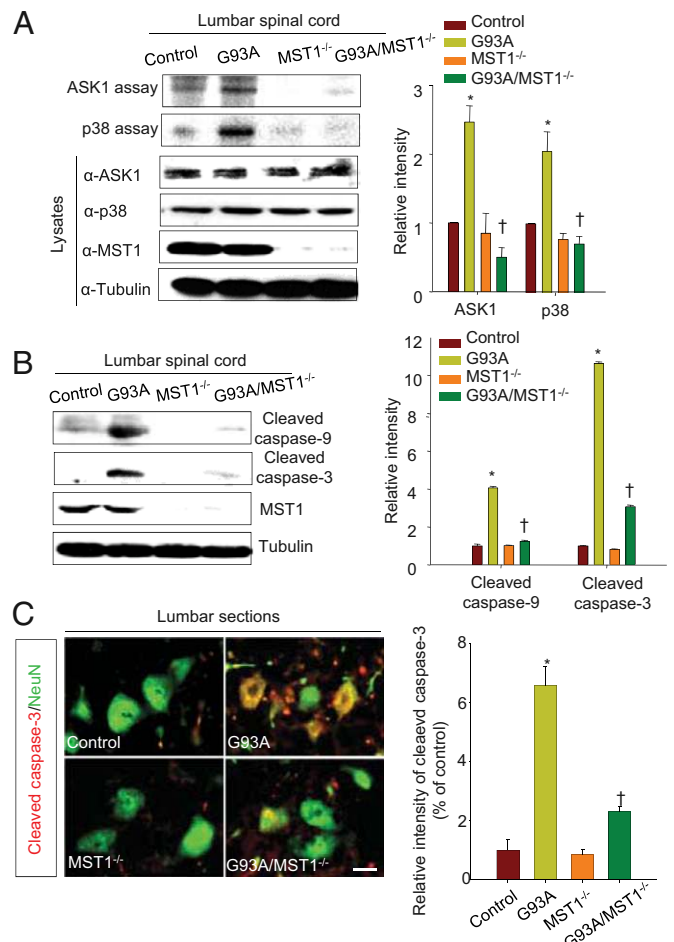 A
Lumbar spinal cord
Control G93A MST1-/- G93A/MST1-/-
ASK1 assay
p38 assay
Lysates
α-ASK1
α-p38
α-MST1
α-Tubulin
Control
G93A
MST1-/-
G93A/MST1-/-
Relative intensity
3
2
1
0
*
†
*
†
ASK1 p38
B
Lumbar spinal cord
Control G93A MST1-/- G93A/MST1-/-
Cleaved
caspase-9
Cleaved
caspase-3
MST1
Tubulin
Control
G93A
MST1-/-
G93A/MST1-/-
Relative intensity
12
10
8
6
4
2
0
*
†
*
†
Cleaved
caspase-9
Cleaved
caspase-3
C
Lumbar sections
Cleaved caspase-3/NeuN
Control
G93A
MST1-/-
G93A/MST1-/-
Relative intensity of cleaevd caspase-3
(% of control)
8
6
4
2
0
*
†
Control
G93A
MST1-/-
G93A/MST1-/-